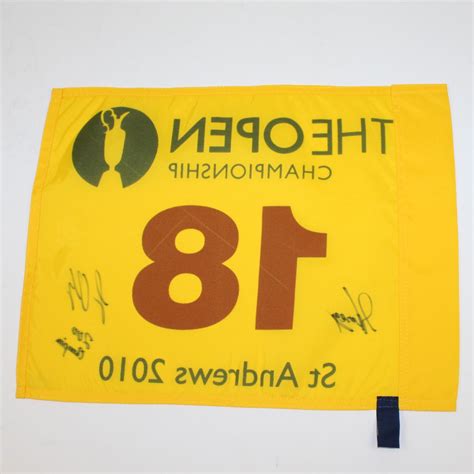 THE OPEN
CHAMPIONSHIP
18
St Andrews 2010